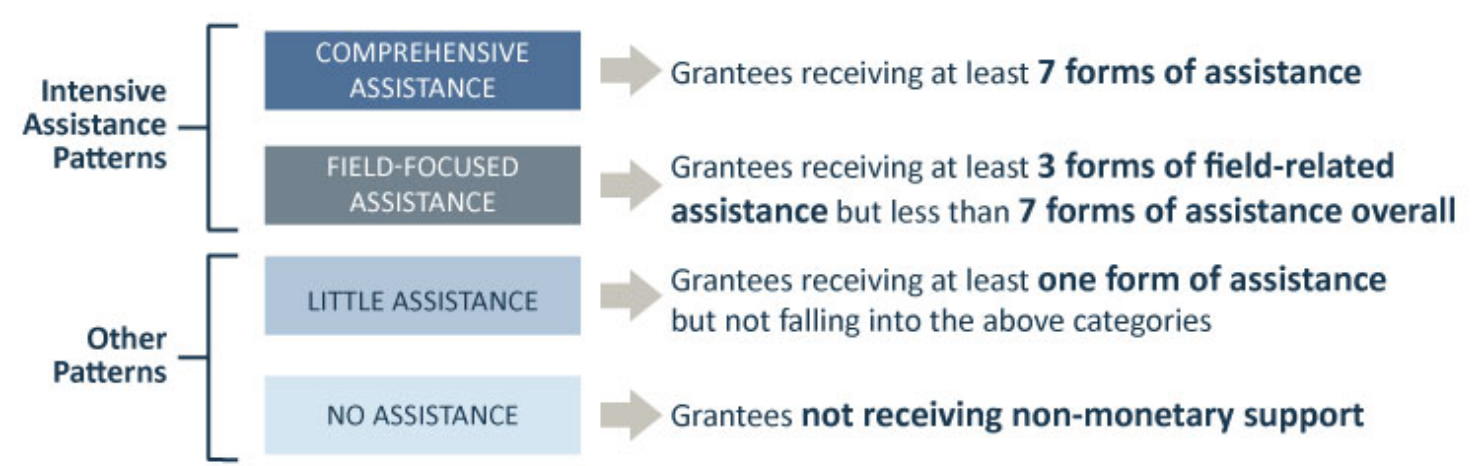 Intensive
Assistance
Patterns
COMPREHENSIVE
ASSISTANCE
Grantees receiving at least 7 forms of assistance
FIELD-FOCUSED
ASSISTANCE
Grantees receiving at least 3 forms of field-related
assistance but less than 7 forms of assistance overall
Other
Patterns
LITTLE ASSISTANCE
Grantees receiving at least one form of assistance
but not falling into the above categories
NO ASSISTANCE
Grantees not receiving non-monetary support